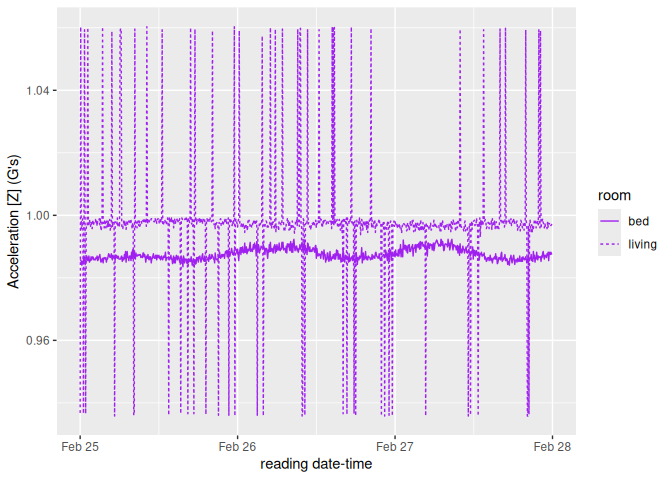 1.04
1.00
0.96
Acceleration [Z] (G's)
Feb 25
Feb 26
Feb 27
Feb 28
reading date-time
room
bed
living